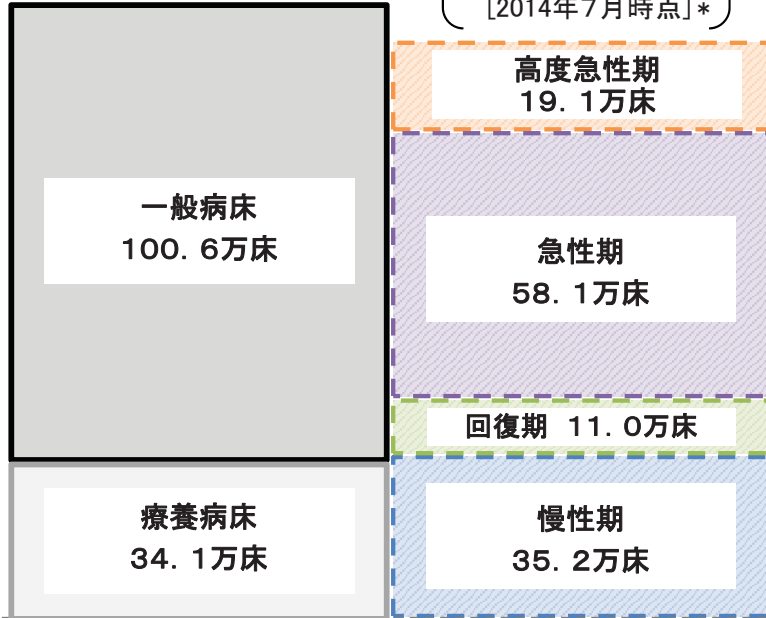 [2014年7月時点]*
高度急性期
19.1万床
一般病床
100.6万床
急性期
58.1万床
回復期 11.0万床
療養病床
34.1万床
慢性期
35.2万床